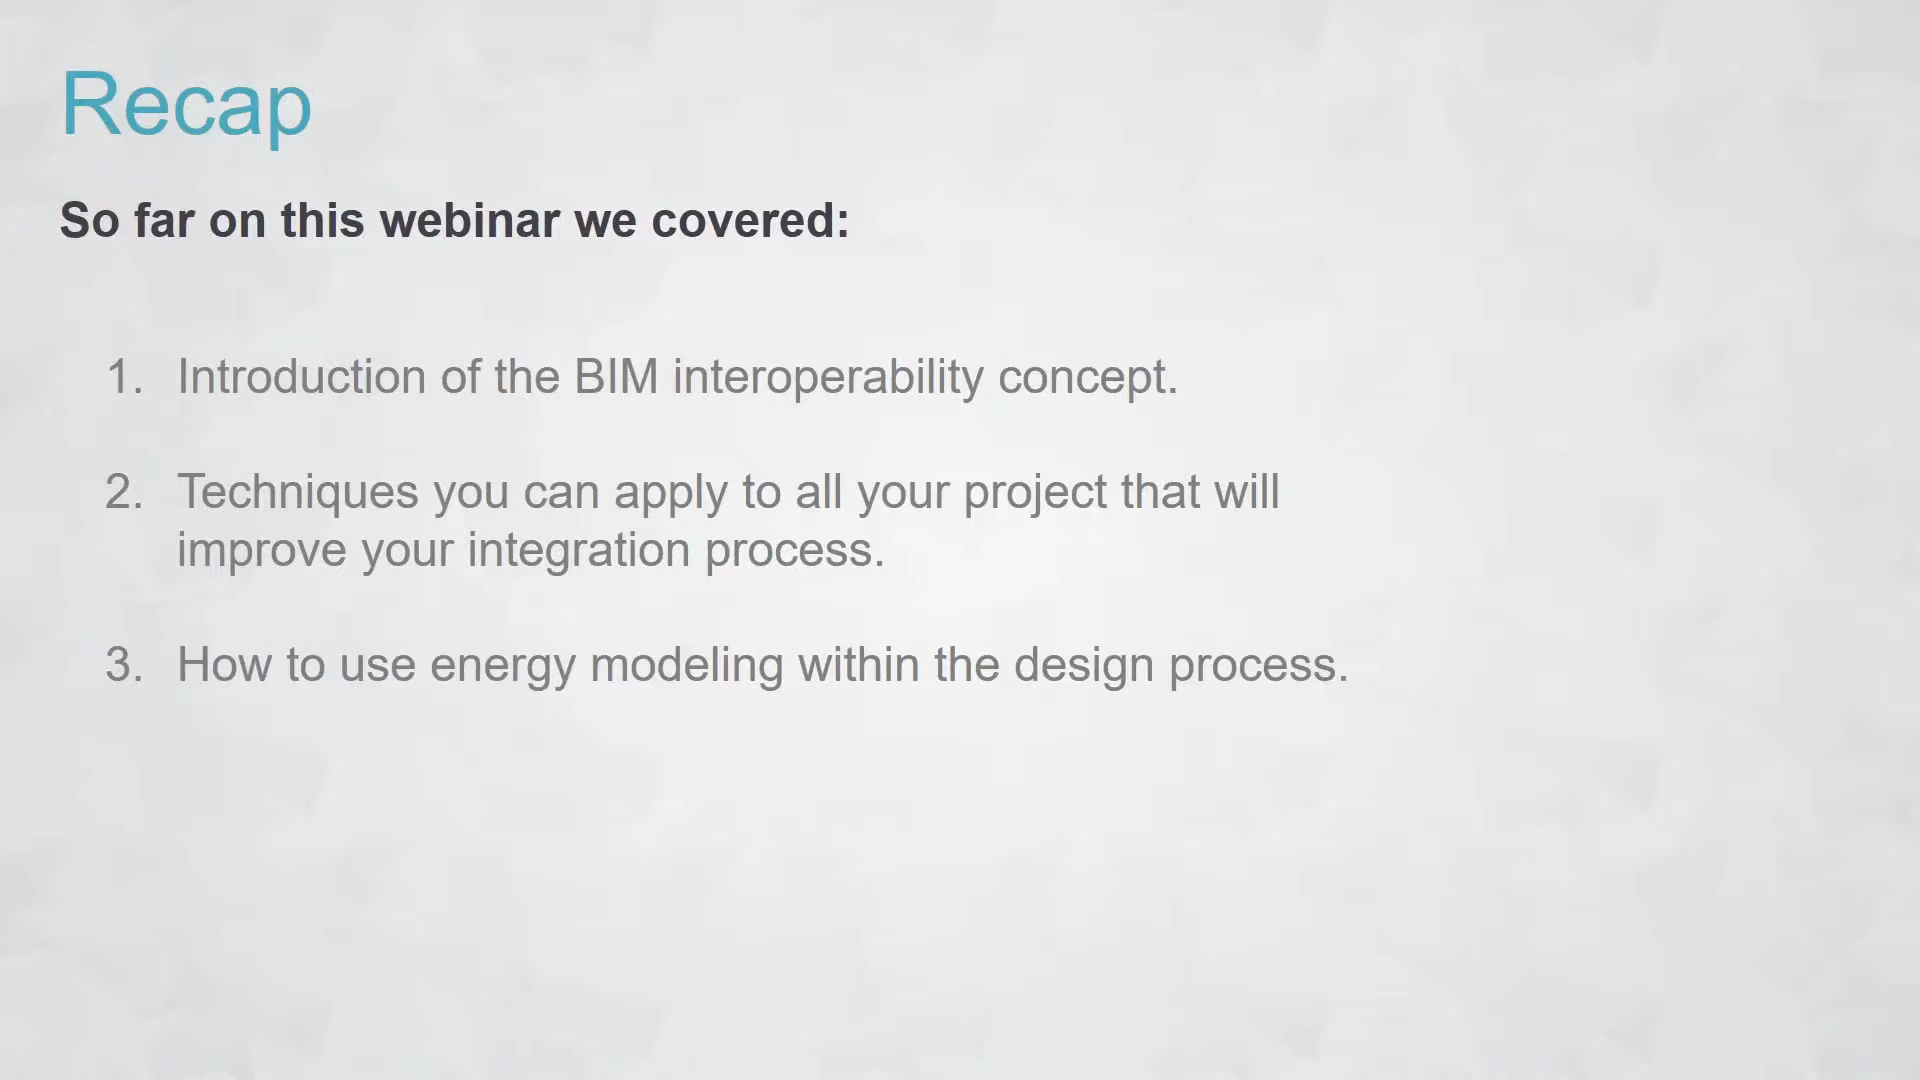 Recap
So far on this webinar we covered:
1. Introduction of the BIM interoperability concept.
2. Techniques you can apply to all your project that will
improve your integration process.
3. How to use energy modeling within the design process.